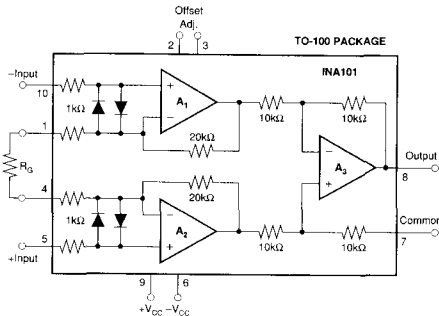 Offset
Adj.
2 3
TO-100 PACKAGE
INA101
–Input
10
1kΩ
+
A1
–
10kΩ
10kΩ
1
20kΩ
RG
20kΩ
–
A3
+
Output
8
4
1kΩ
–
A2
+
Common
7
5
10kΩ
10kΩ
+Input
9 6
+VCC –VCC